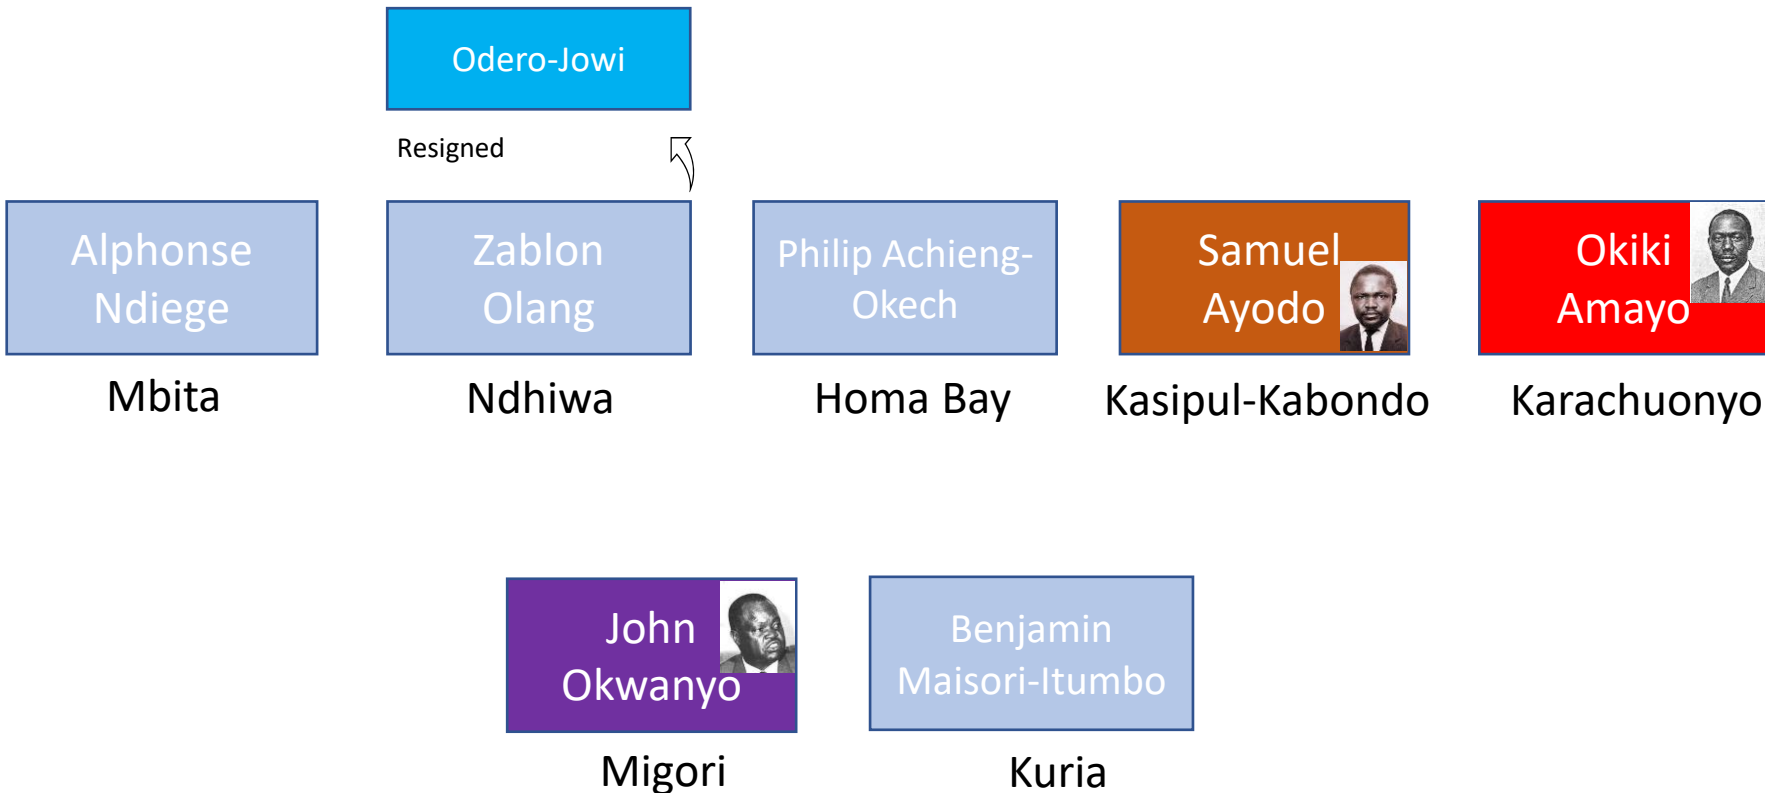 Odero-Jowi
Resigned
Alphonse
Ndiege
Mbita
Zablon
Olang
Ndhiwa
Philip Achieng-
Okech
Homa Bay
Samuel
Ayodo
Kasipul-Kabondo
Okiki
Amayo
Karachuonyo
John
Okwanyo
Migori
Benjamin
Maisori-Itumbo
Kuria